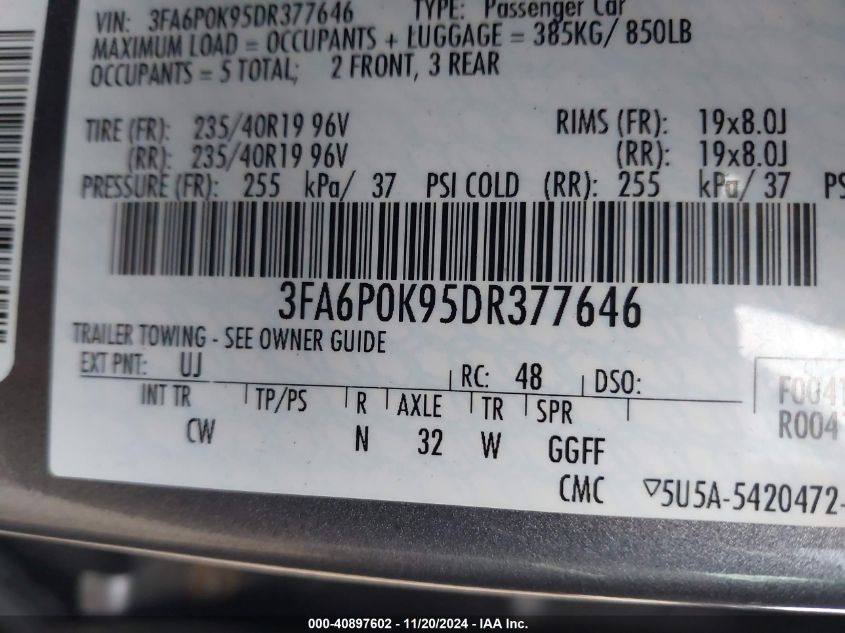 VIN: 3FA6P0K95DR377646 TYPE: Passenger Car
MAXIMUM LOAD = OCCUPANTS + LUGGAGE = 385KG/ 850LB
OCCUPANTS = 5 TOTAL; 2 FRONT, 3 REAR
TIRE (FR): 235/40R19 96V RIMS (FR): 19x8.0J
(RR): 235/40R19 96V (RR): 19x8.0J
PRESSURE (FR): 255 kPa/ 37 PSI COLD (RR): 255 kPa/ 37 PS
3FA6P0K95DR377646
TRAILER TOWING - SEE OWNER GUIDE
EXT PNT: UJ RC: 48 DSO:
INT TR TP/PS R AXLE TR SPR
CW N 32 W GGFF
F004
R004
CMC ▽5U5A-5420472-
000-40897602 - 11/20/2024 - IAA Inc.